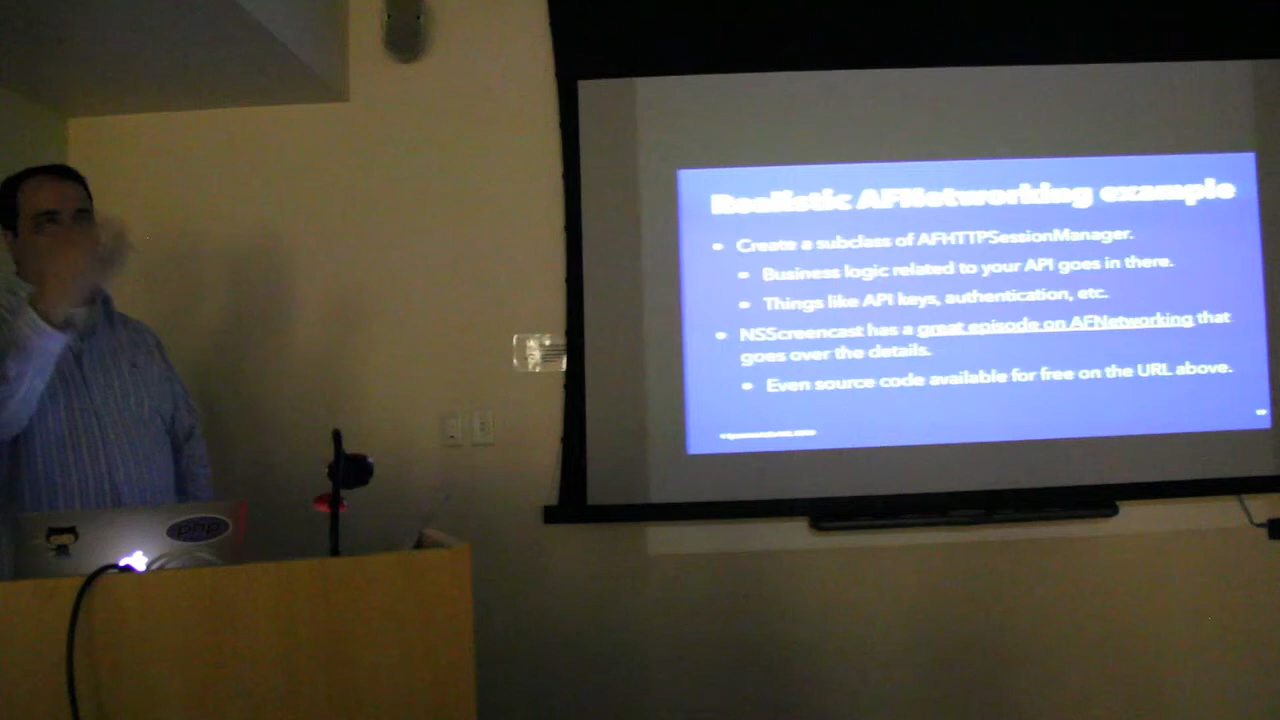 Realistic AFNetworking example
• Create a subclass of AFHTTPSessionManager.
• Business logic related to your API goes in there.
• Things like API keys, authentication, etc.
• NSScreencast has a great episode on AFNetworking that
goes over the details.
• Even source code available for free on the URL above.
php